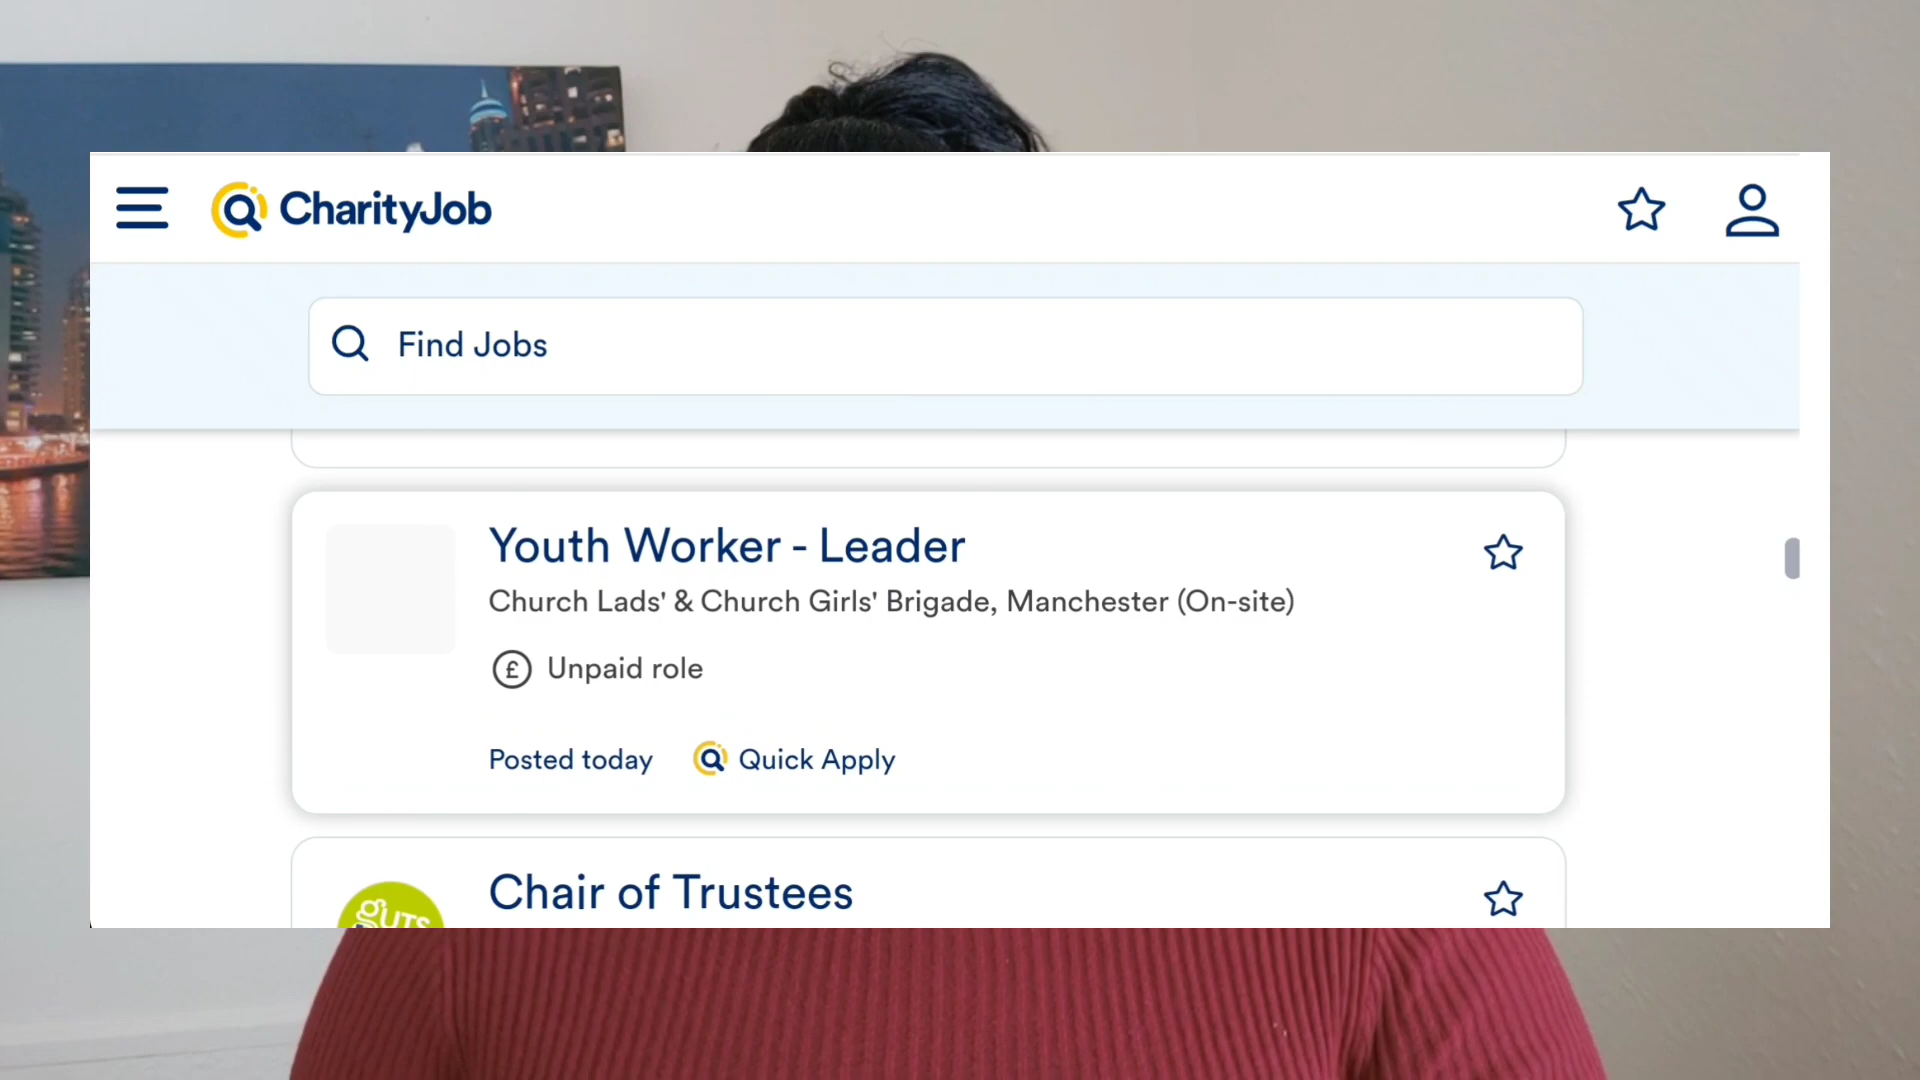 CharityJob
Find Jobs
Youth Worker - Leader
Church Lads' & Church Girls' Brigade, Manchester (On-site)
£ Unpaid role
Posted today Quick Apply
Chair of Trustees
guts